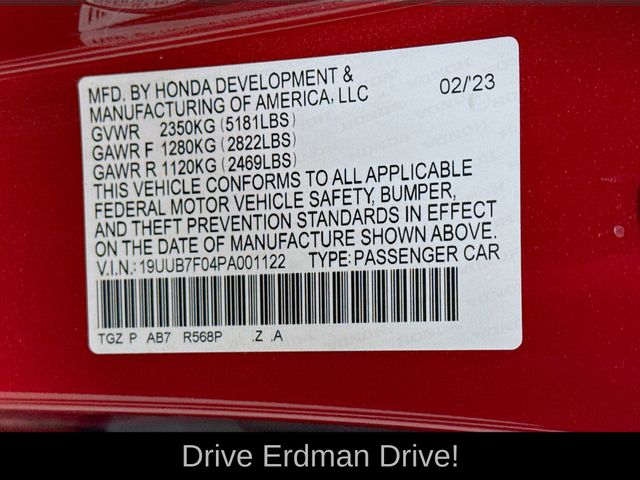 MFD. BY HONDA DEVELOPMENT &
MANUFACTURING OF AMERICA, LLC 02/'23
GVWR 2350KG (5181LBS)
GAWR F 1280KG (2822LBS)
GAWR R 1120KG (2469LBS)
THIS VEHICLE CONFORMS TO ALL APPLICABLE
FEDERAL MOTOR VEHICLE SAFETY, BUMPER,
AND THEFT PREVENTION STANDARDS IN EFFECT
ON THE DATE OF MANUFACTURE SHOWN ABOVE.
V.I.N.: 19UUB7F04PA001122 TYPE: PASSENGER CAR
TGZ P AB7 R568P .Z .A
Drive Erdman Drive!